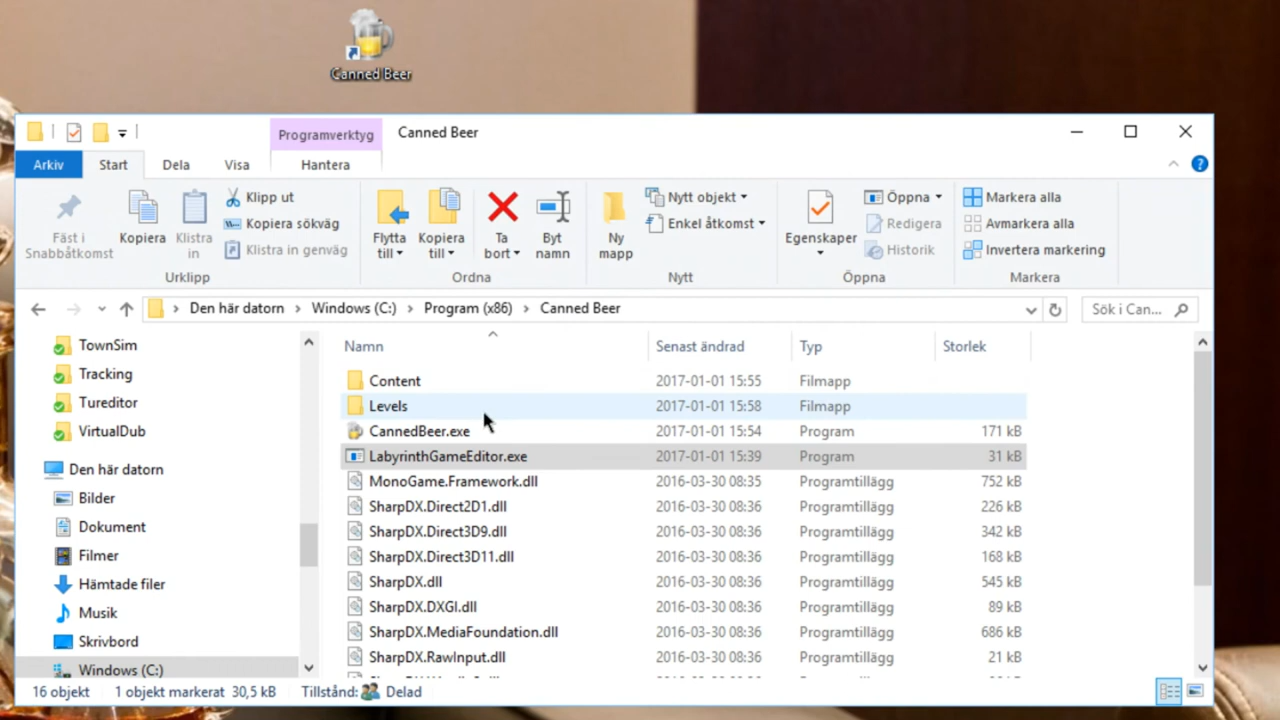 Canned Beer
Programverktyg
Canned Beer
Arkiv
Start
Dela
Visa
Hantera
Fäst i
Snabbåtkomst
Kopiera
Klistra
in
Klipp ut
Kopiera sökväg
Klistra in genväg
Urklipp
Flytta
till
Kopiera
till
Ta
bort
Byt
namn
Ordna
Ny
mapp
Nytt objekt
Enkel åtkomst
Nytt
Egenskaper
Öppna
Redigera
Historik
Öppna
Markera alla
Avmarkera alla
Invertera markering
Markera
Den här datorn > Windows (C:) > Program (x86) > Canned Beer
Sök i Can...
TownSim
Tracking
Tureditor
VirtualDub
Den här datorn
Bilder
Dokument
Filmer
Hämtade filer
Musik
Skrivbord
Windows (C:)
Namn Senast ändrad Typ Storlek
Content 2017-01-01 15:55 Filmapp
Levels 2017-01-01 15:58 Filmapp
CannedBeer.exe 2017-01-01 15:54 Program 171 kB
LabyrinthGameEditor.exe 2017-01-01 15:39 Program 31 kB
MonoGame.Framework.dll 2016-03-30 08:35 Programtillägg 752 kB
SharpDX.Direct2D1.dll 2016-03-30 08:36 Programtillägg 226 kB
SharpDX.Direct3D9.dll 2016-03-30 08:36 Programtillägg 342 kB
SharpDX.Direct3D11.dll 2016-03-30 08:36 Programtillägg 168 kB
SharpDX.dll 2016-03-30 08:36 Programtillägg 545 kB
SharpDX.DXGI.dll 2016-03-30 08:36 Programtillägg 89 kB
SharpDX.MediaFoundation.dll 2016-03-30 08:36 Programtillägg 686 kB
SharpDX.RawInput.dll 2016-03-30 08:36 Programtillägg 21 kB
16 objekt 1 objekt markerat 30,5 kB Tillstånd: Delad